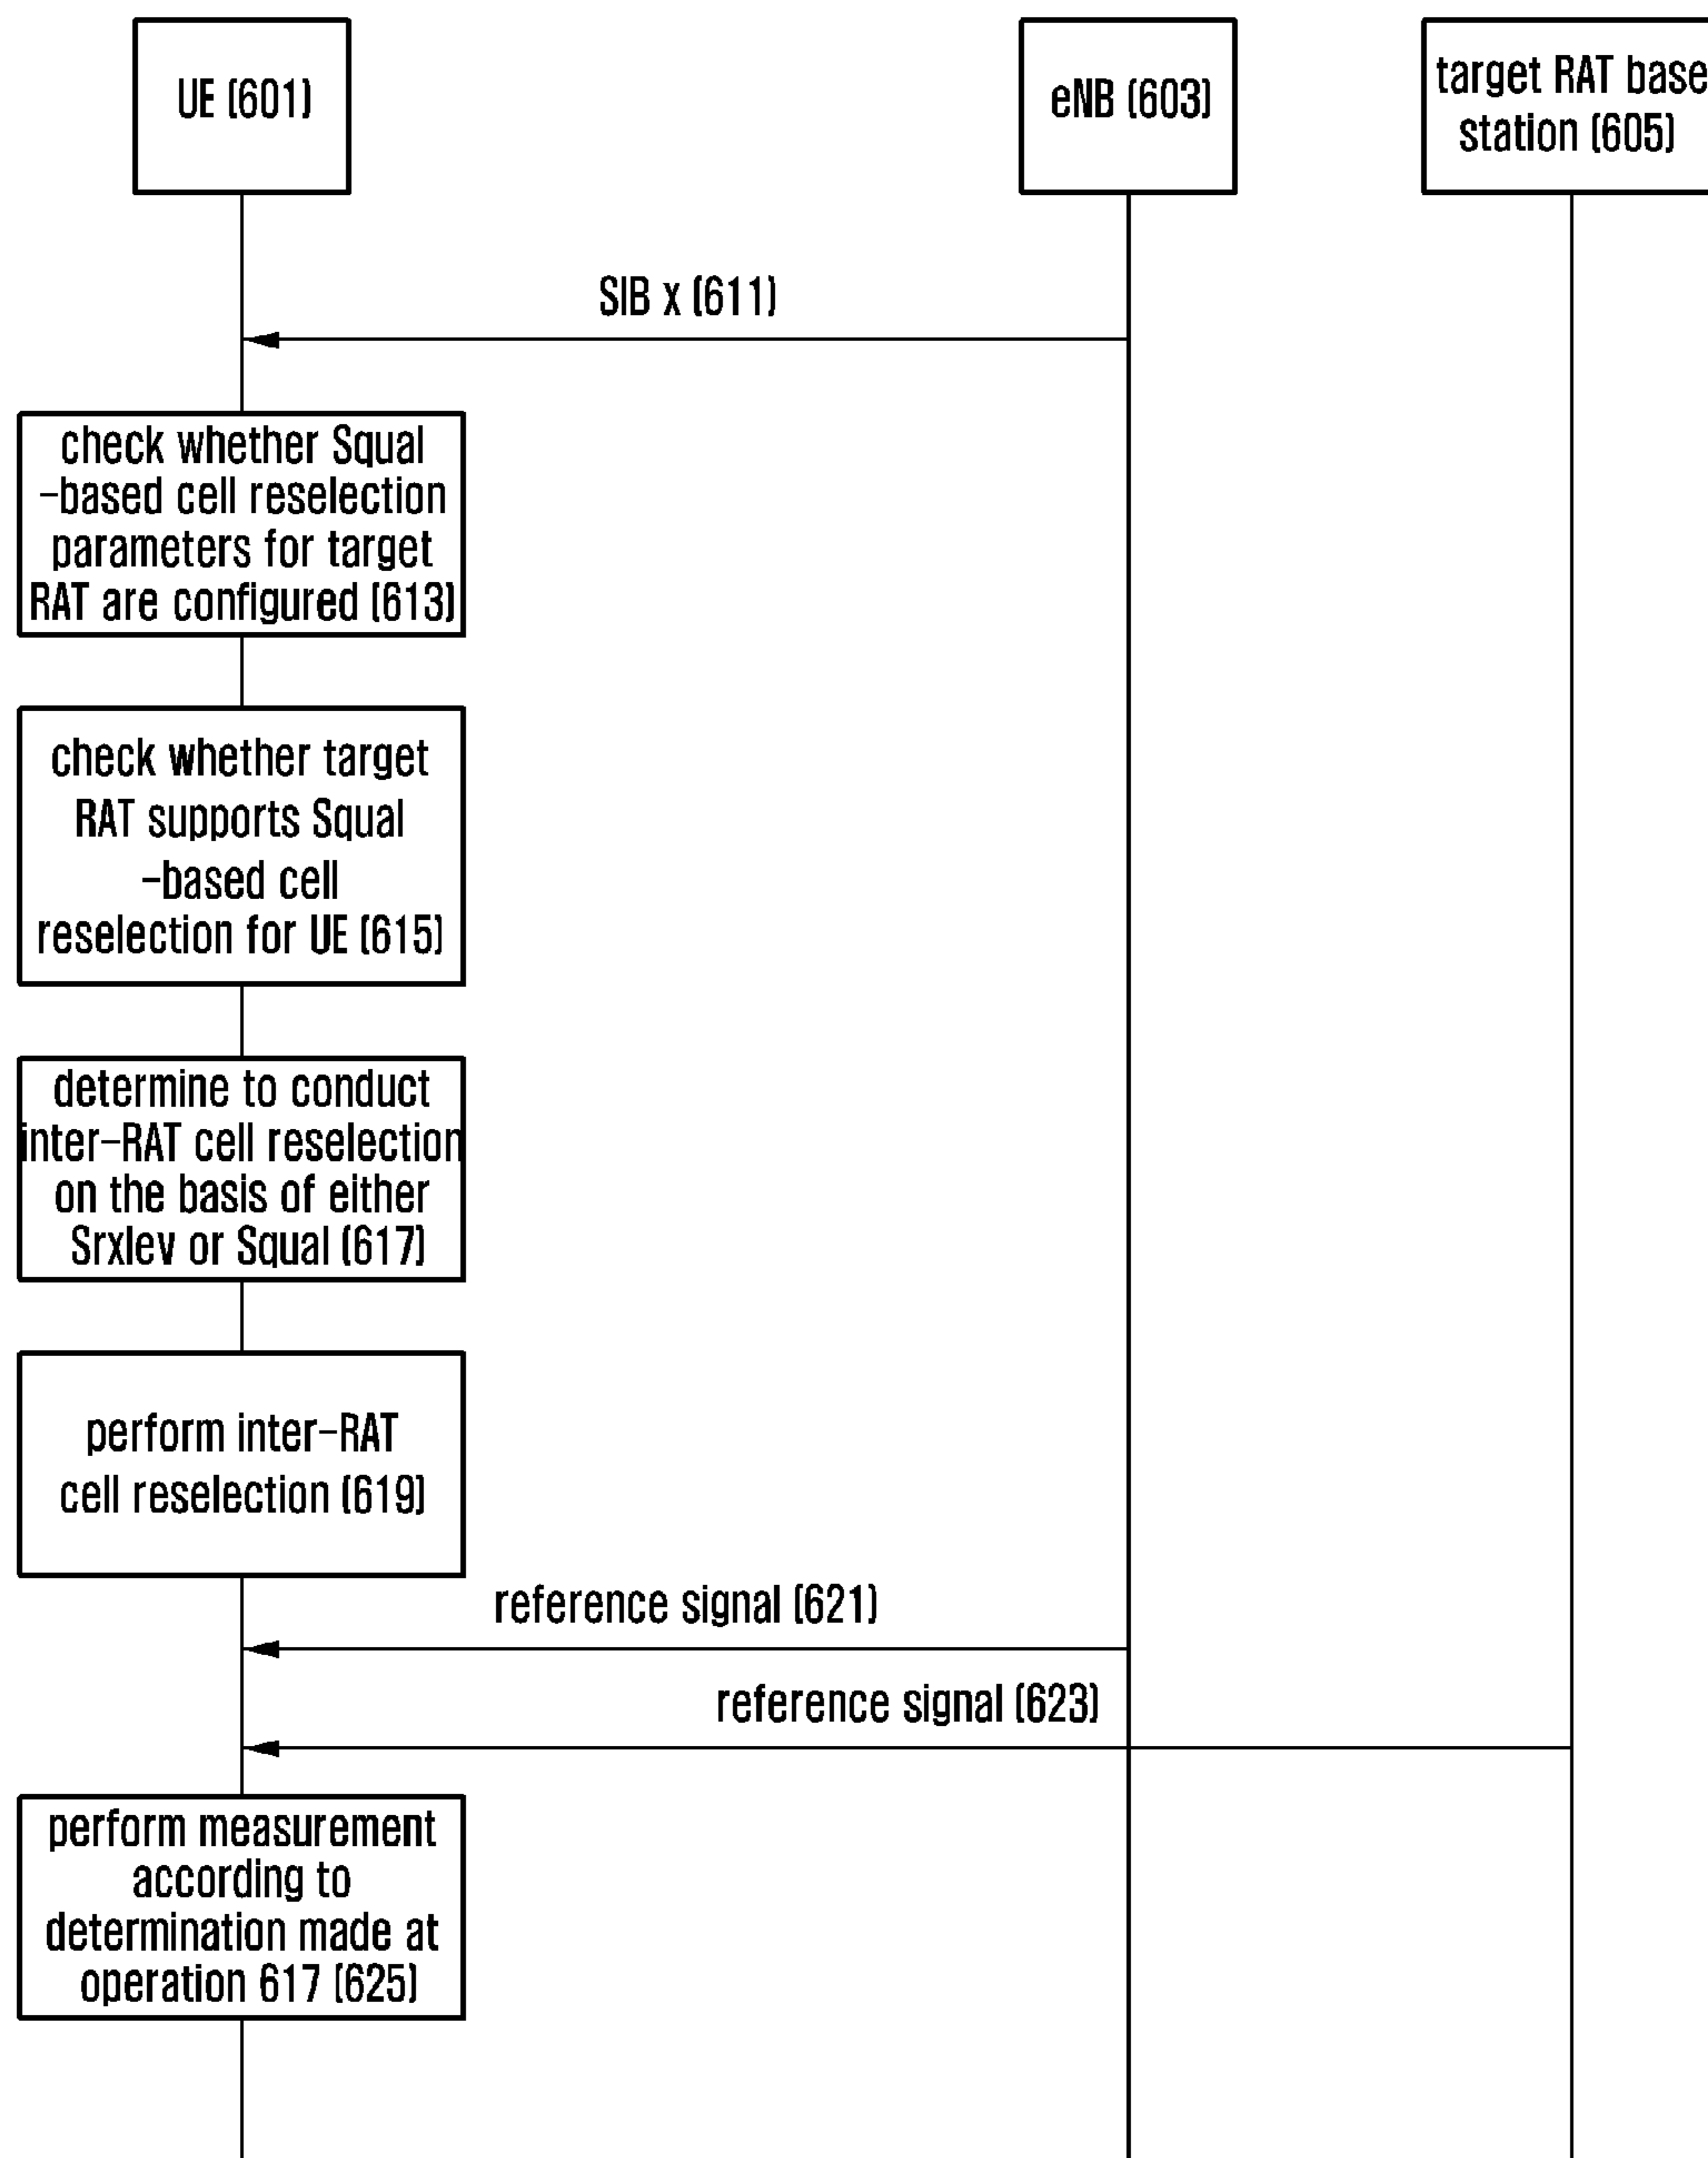 UE (601)
eNB (603)
target RAT base
station (605)
SIB x (611)
check whether Squal
-based cell reselection
parameters for target
RAT are configured (613)
check whether target
RAT supports Squal
-based cell
reselection for UE (615)
determine to conduct
inter-RAT cell reselection
on the basis of either
Srxlev or Squal (617)
perform inter-RAT
cell reselection (619)
reference signal (621)
reference signal (623)
perform measurement
according to
determination made at
operation 617 (625)